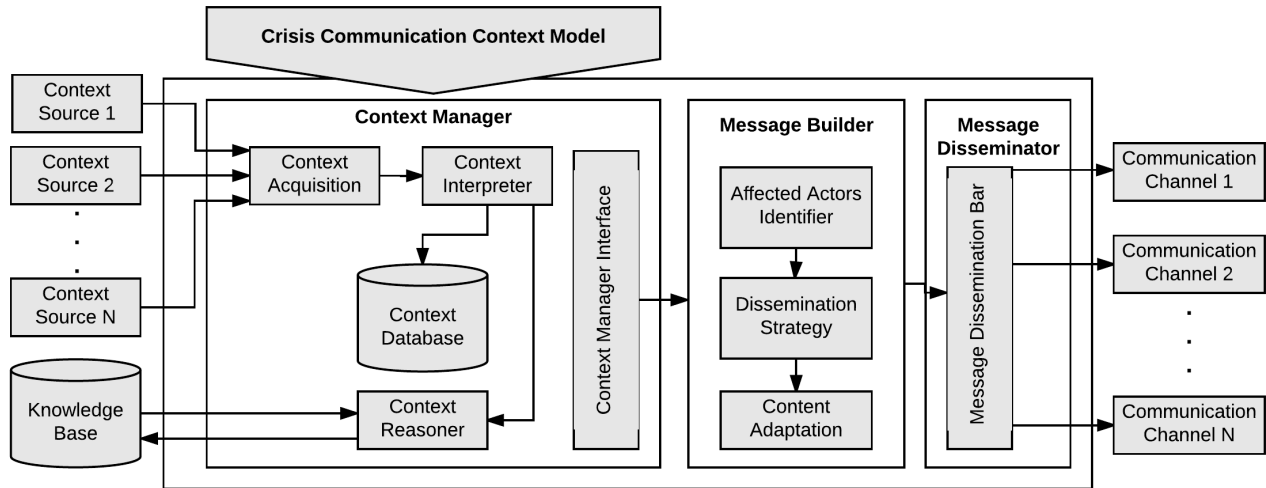 Crisis Communication Context Model
Context
Source 1
Context
Source 2
Context
Source N
Knowledge
Base
Context Manager
Context
Acquisition
Context
Interpreter
Context
Database
Context
Reasoner
Context Manager Interface
Message Builder
Affected Actors
Identifier
Dissemination
Strategy
Content
Adaptation
Message
Disseminator
Message Dissemination Bar
Communication
Channel 1
Communication
Channel 2
Communication
Channel N